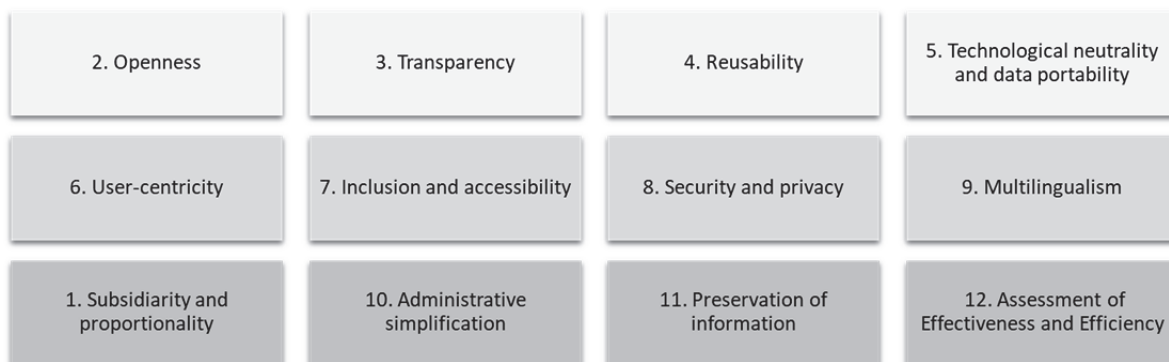 2. Openness
3. Transparency
4. Reusability
5. Technological neutrality
and data portability
6. User-centricity
7. Inclusion and accessibility
8. Security and privacy
9. Multilingualism
1. Subsidiarity and
proportionality
10. Administrative
simplification
11. Preservation of
information
12. Assessment of
Effectiveness and Efficiency